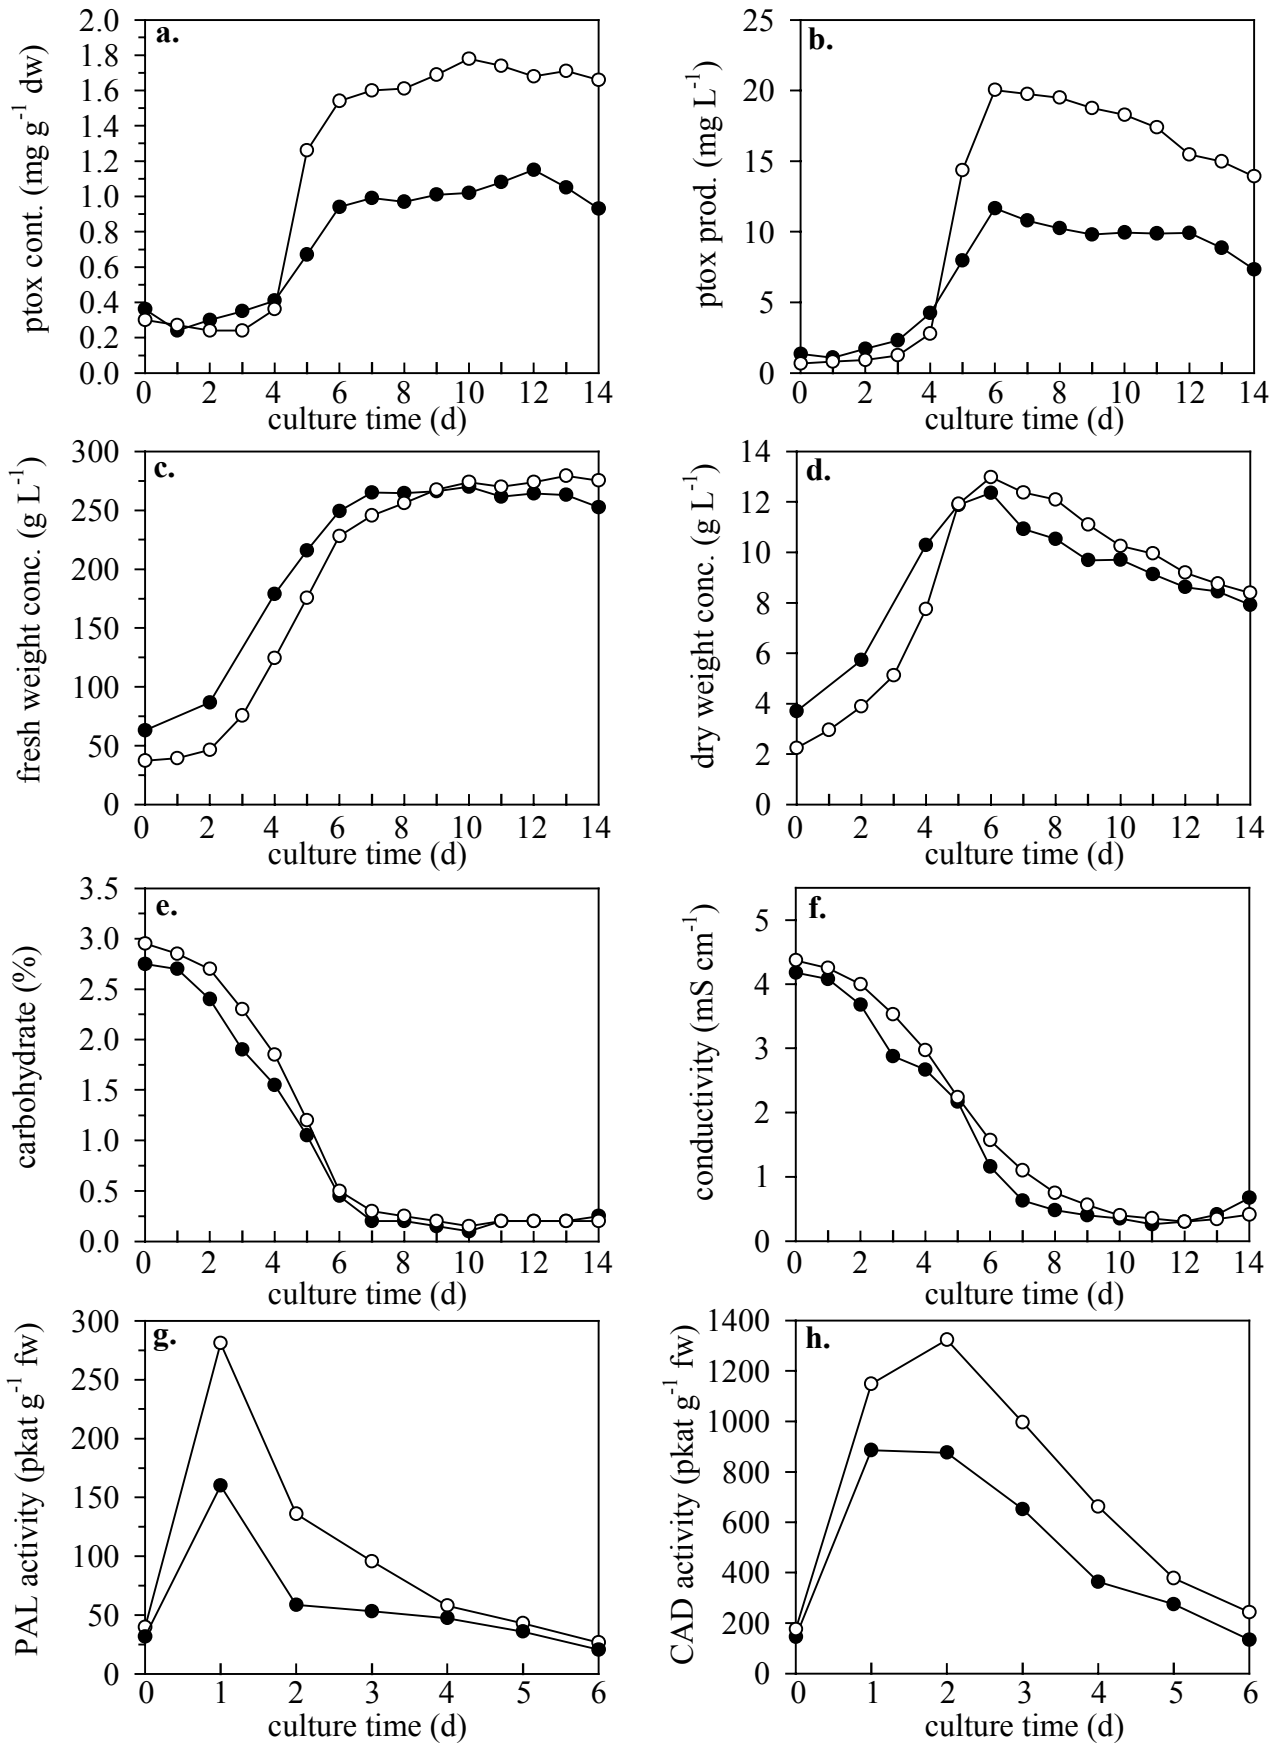 a.
ptox cont. (mg g⁻¹ dw)
2.0
1.8
1.6
1.4
1.2
1.0
0.8
0.6
0.4
0.2
0.0
0 2 4 6 8 10 12 14
culture time (d)
b.
ptox prod. (mg L⁻¹)
25
20
15
10
5
0
0 2 4 6 8 10 12 14
culture time (d)
c.
fresh weight conc. (g L⁻¹)
300
250
200
150
100
50
0
0 2 4 6 8 10 12 14
culture time (d)
d.
dry weight conc. (g L⁻¹)
14
12
10
8
6
4
2
0
0 2 4 6 8 10 12 14
culture time (d)
e.
carbohydrate (%)
3.5
3.0
2.5
2.0
1.5
1.0
0.5
0.0
0 2 4 6 8 10 12 14
culture time (d)
f.
conductivity (mS cm⁻¹)
5
4
3
2
1
0
0 2 4 6 8 10 12 14
culture time (d)
g.
PAL activity (pkat g⁻¹ fw)
300
250
200
150
100
50
0
0 1 2 3 4 5 6
culture time (d)
h.
CAD activity (pkat g⁻¹ fw)
1400
1200
1000
800
600
400
200
0
0 1 2 3 4 5 6
culture time (d)